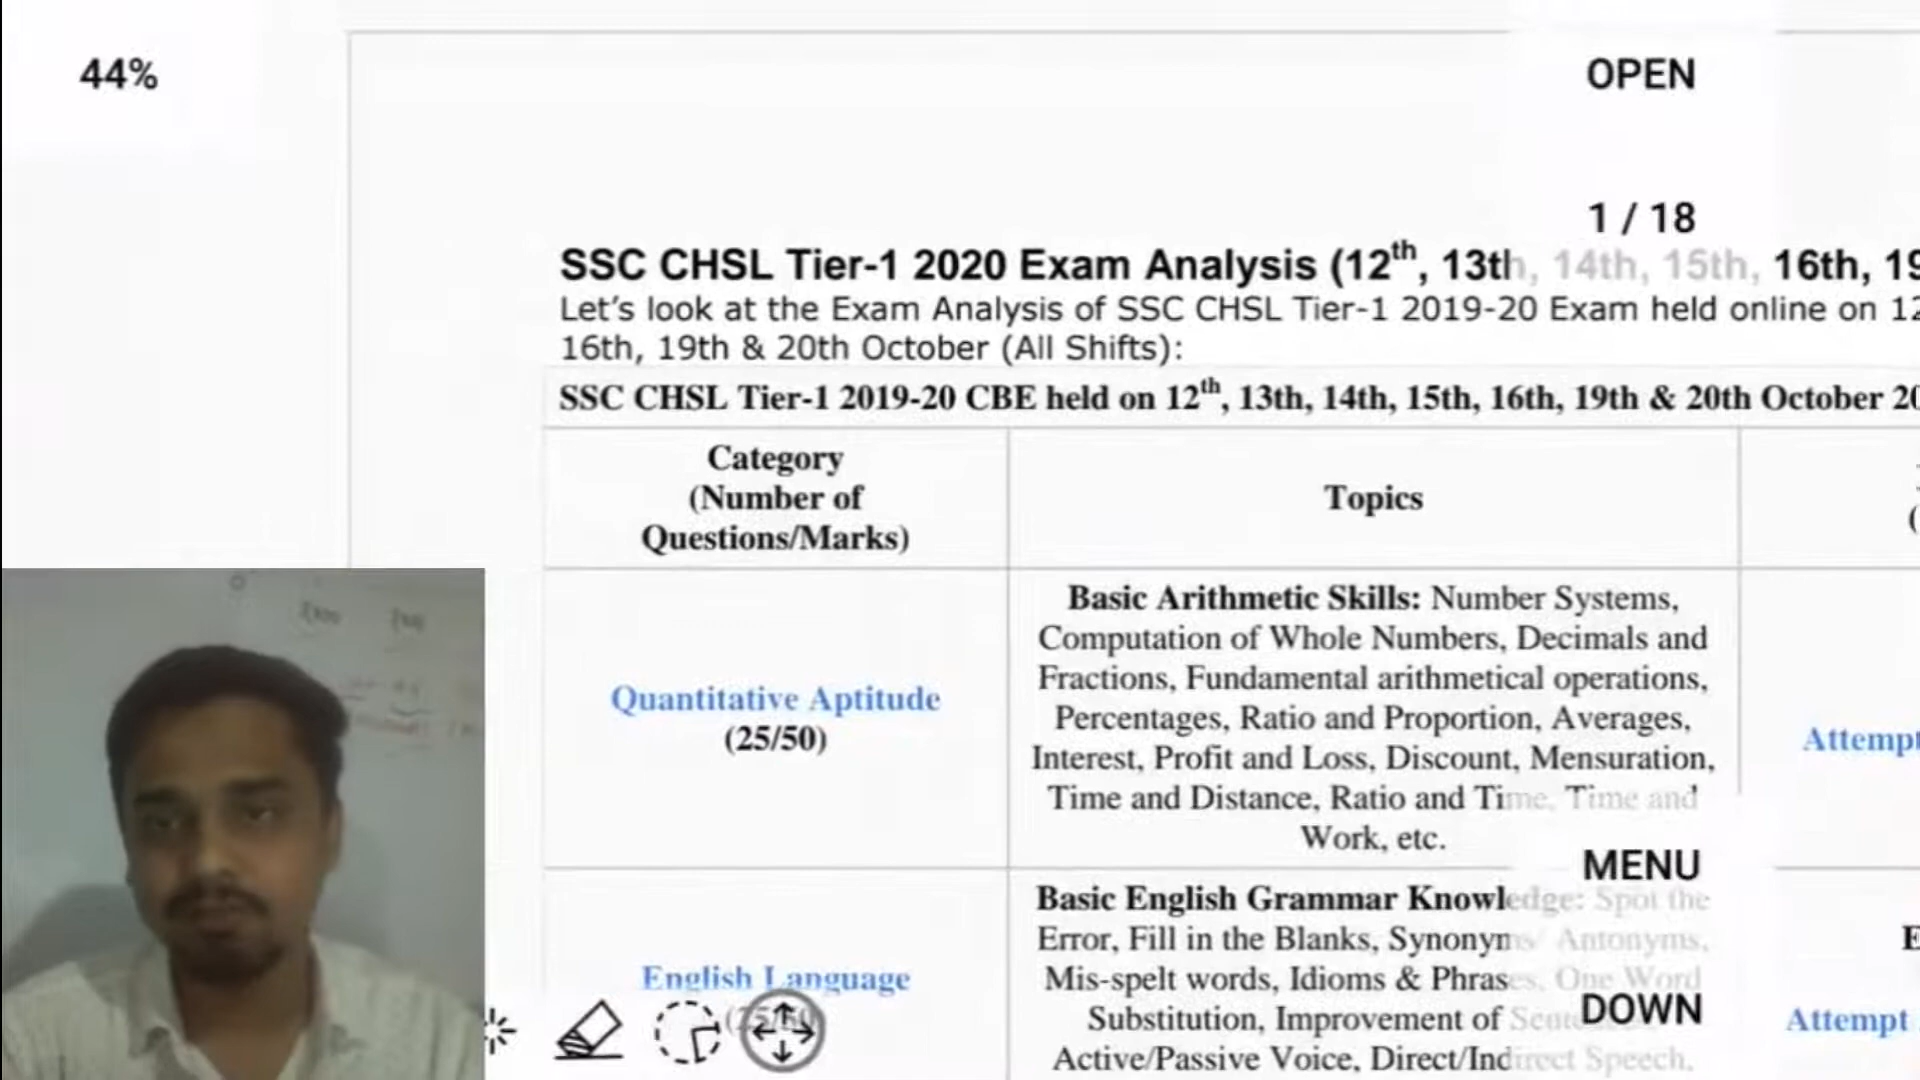 44%
OPEN
1 / 18
SSC CHSL Tier-1 2020 Exam Analysis (12th, 13th, 14th, 15th, 16th, 19
Let's look at the Exam Analysis of SSC CHSL Tier-1 2019-20 Exam held online on 12
16th, 19th & 20th October (All Shifts):
SSC CHSL Tier-1 2019-20 CBE held on 12th, 13th, 14th, 15th, 16th, 19th & 20th October 20
Category
(Number of
Questions/Marks)
Topics
Quantitative Aptitude
(25/50)
Basic Arithmetic Skills: Number Systems,
Computation of Whole Numbers, Decimals and
Fractions, Fundamental arithmetical operations,
Percentages, Ratio and Proportion, Averages,
Interest, Profit and Loss, Discount, Mensuration,
Time and Distance, Ratio and Time, Time and
Work, etc.
Attempt
MENU
English Language
(25/50)
Basic English Grammar Knowledge: Spot the
Error, Fill in the Blanks, Synonyms/ Antonyms,
Mis-spelt words, Idioms & Phrases, One Word
Substitution, Improvement of
Active/Passive Voice, Direct/Indirect Speech,
DOWN
Attempt